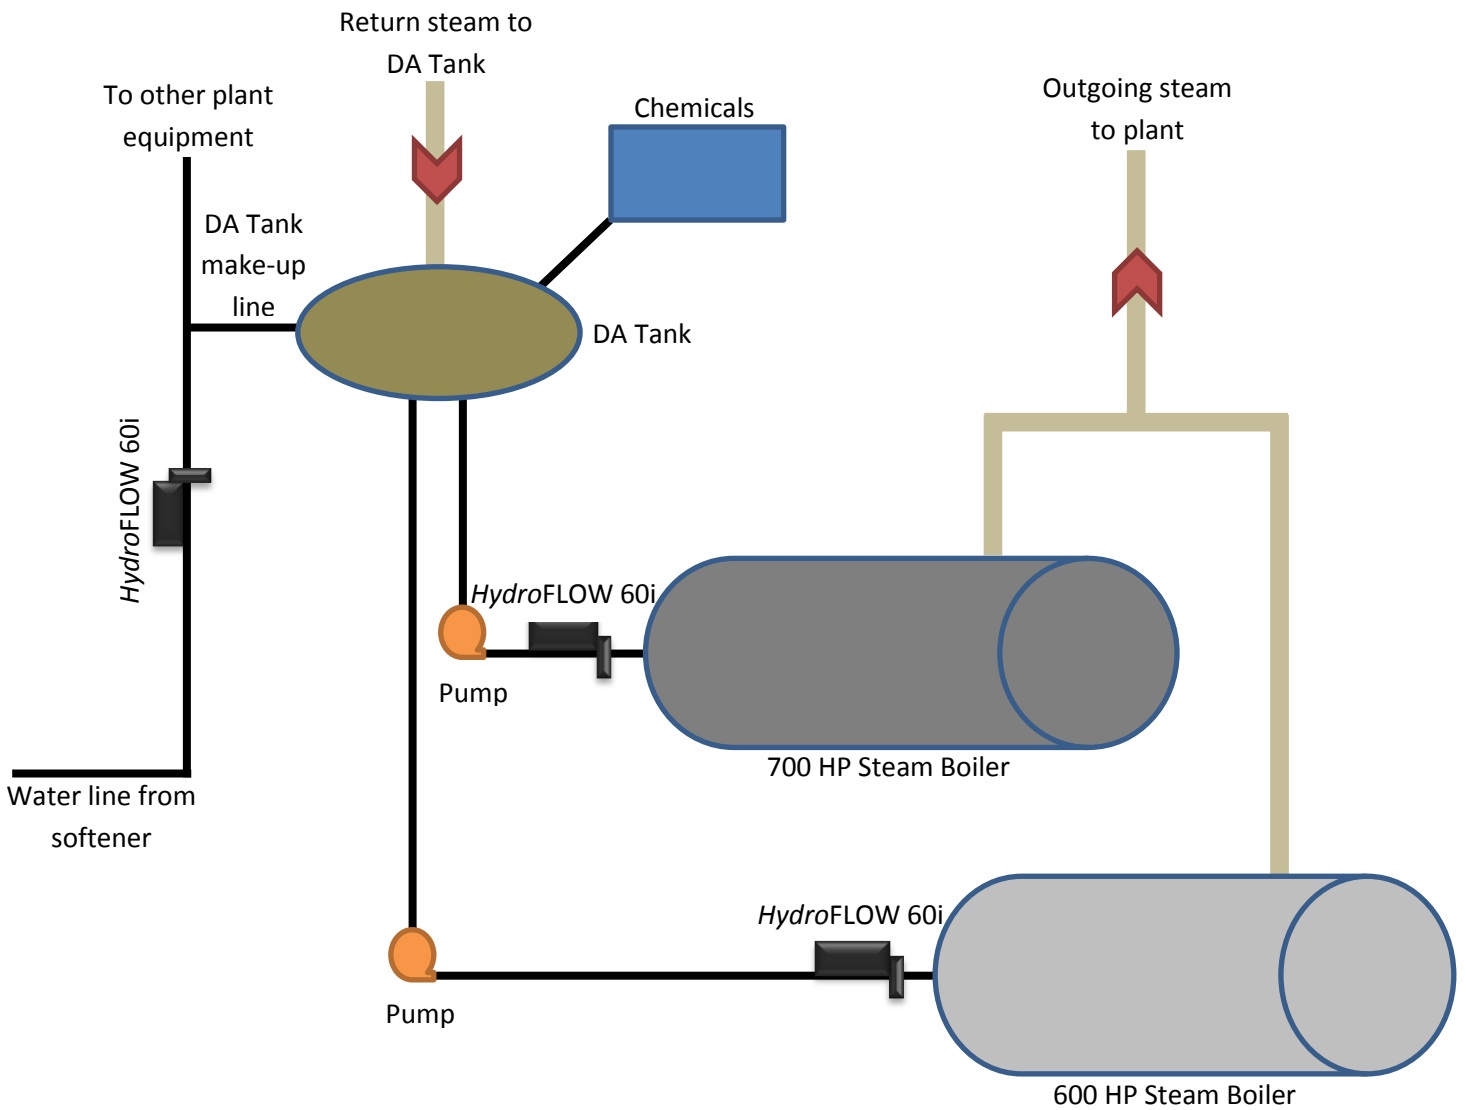 Return steam to
DA Tank
To other plant
equipment
Chemicals
Outgoing steam
to plant
DA Tank
make-up
line
DA Tank
HydroFLOW 60i
HydroFLOW 60i
Pump
700 HP Steam Boiler
Water line from
softener
HydroFLOW 60i
Pump
600 HP Steam Boiler